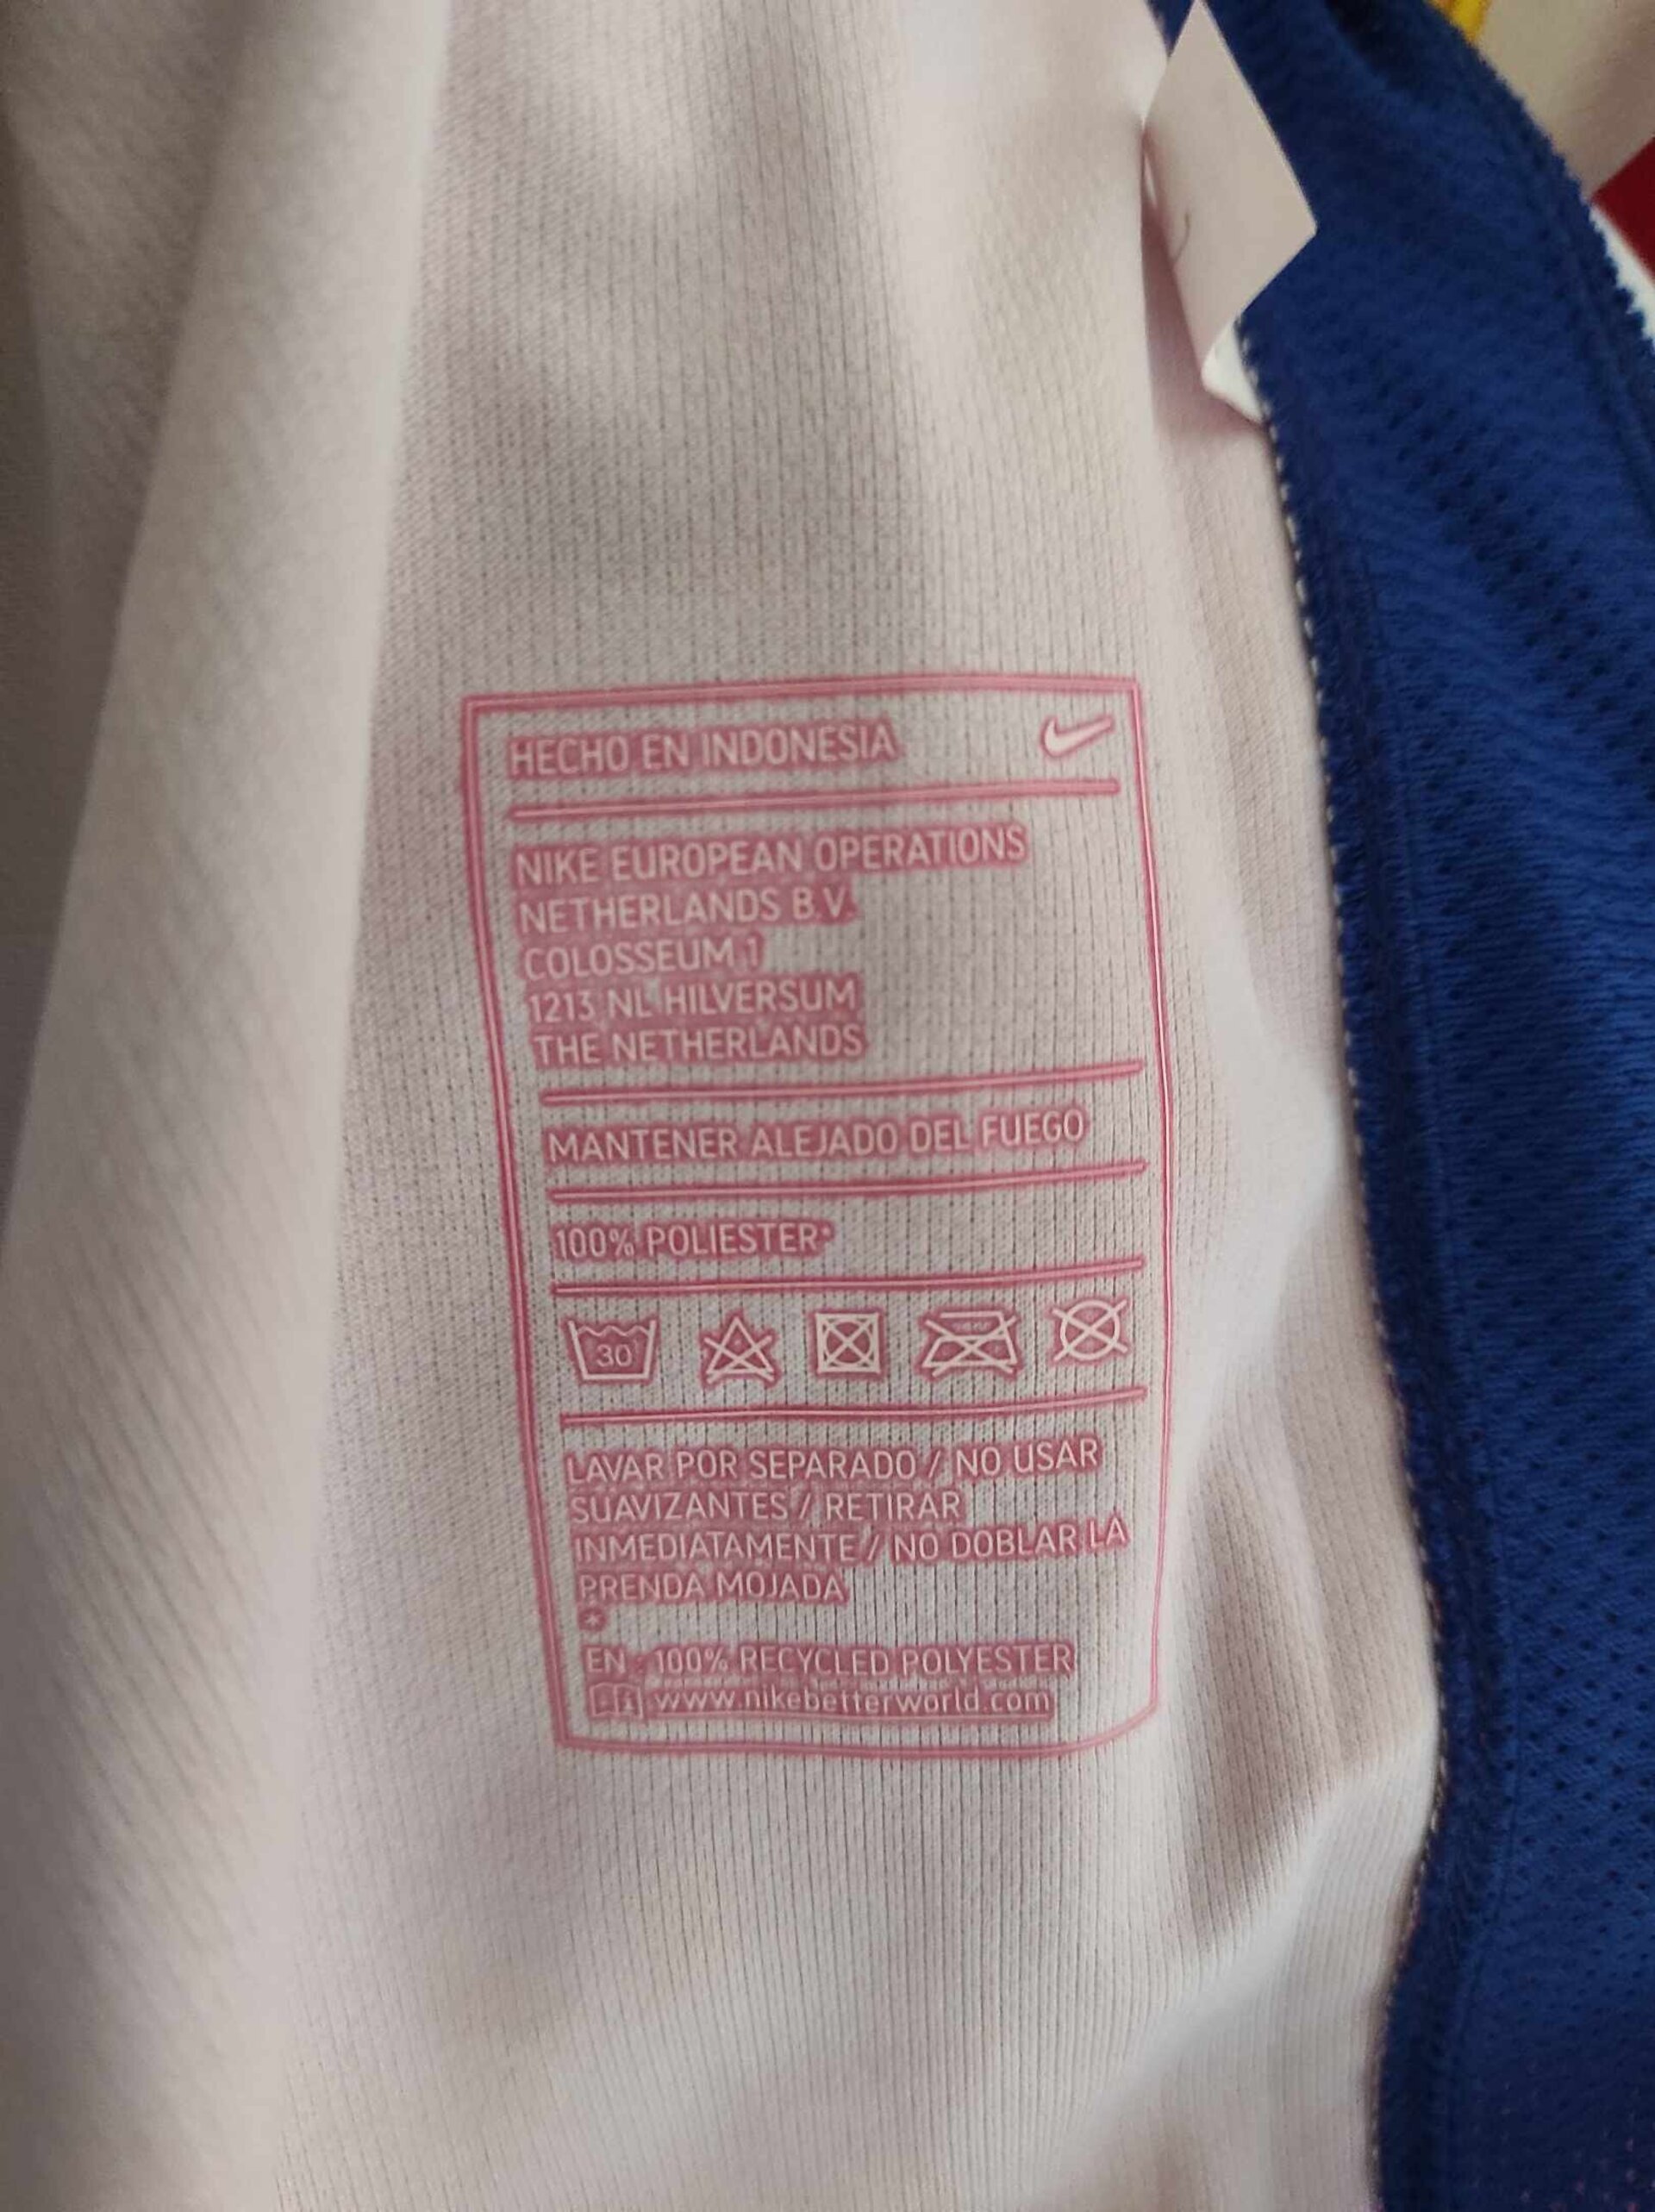 HECHO EN INDONESIA
NIKE EUROPEAN OPERATIONS
NETHERLANDS B.V.
COLOSSEUM 1
1213 NL HILVERSUM
THE NETHERLANDS
MANTENER ALEJADO DEL FUEGO
100% POLIESTER*
30
LAVAR POR SEPARADO / NO USAR
SUAVIZANTES / RETIRAR
INMEDIATAMENTE / NO DOBLAR LA
PRENDA MOJADA
*
EN - 100% RECYCLED POLYESTER
www.nikebetterworld.com